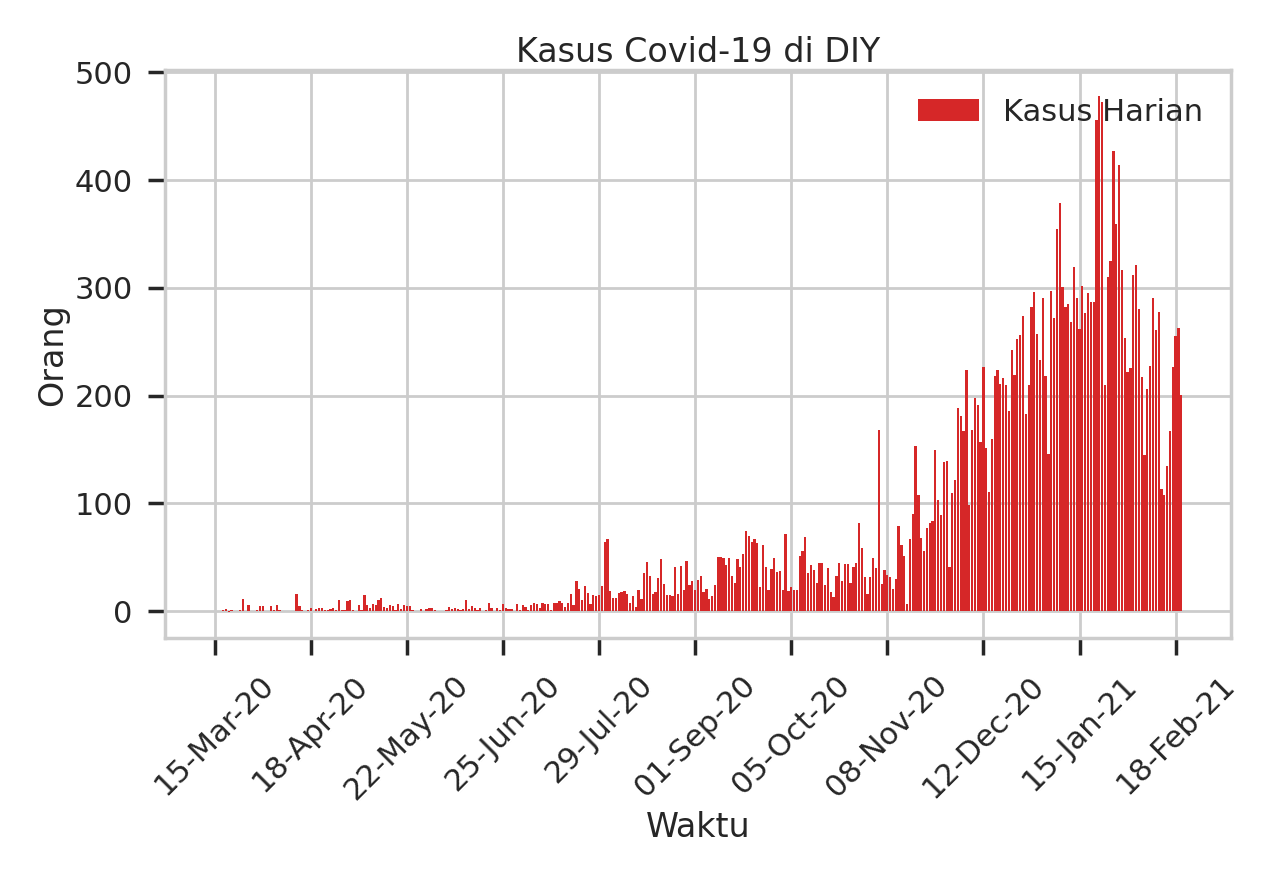 Kasus Covid-19 di DIY
Kasus Harian
500
400
300
200
100
0
Orang
15-Mar-20
18-Apr-20
22-May-20
25-Jun-20
29-Jul-20
01-Sep-20
05-Oct-20
08-Nov-20
12-Dec-20
15-Jan-21
18-Feb-21
Waktu